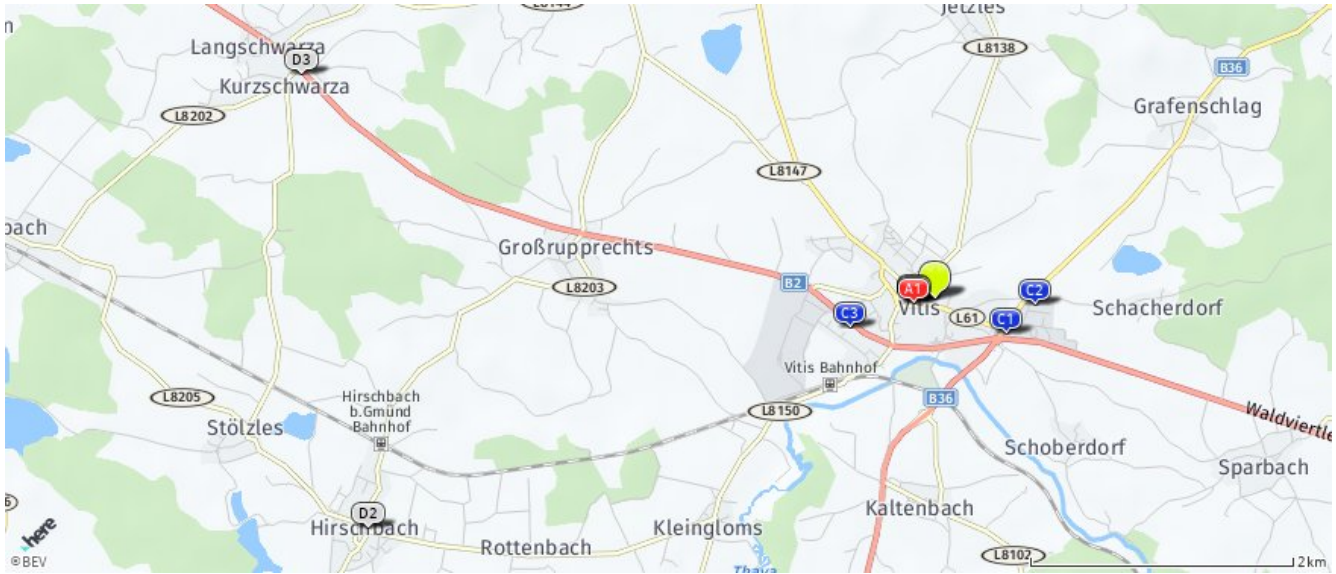 L8144
Jetzles
n
Langschwarza
D3
L8138
B36
Kurzschwarza
Grafenschlag
L8202
L8147
bach
Großrupprechts
B2
A1
C2
L8203
Vitis
Schacherdorf
C3
L61
C1
Vitis Bahnhof
Hirschbach
b.Gmünd
Bahnhof
L8205
B36
L8150
Waldviertle
Stölzles
Schoberdorf
Sparbach
6
D2
Kaltenbach
Hirschbach
Kleingloms
Rottenbach
here
L8102
©BEV
Thaya
2km